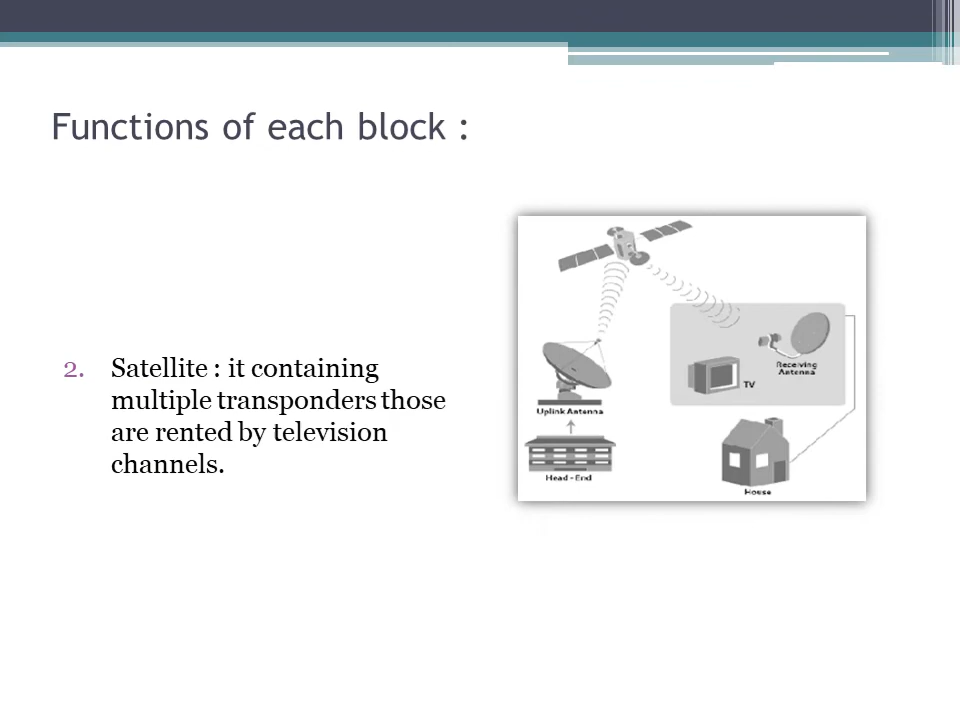 Functions of each block :
2. Satellite : it containing
multiple transponders those
are rented by television
channels.
Uplink Antenna
Head - End
TV
Receiving
Antenna
House